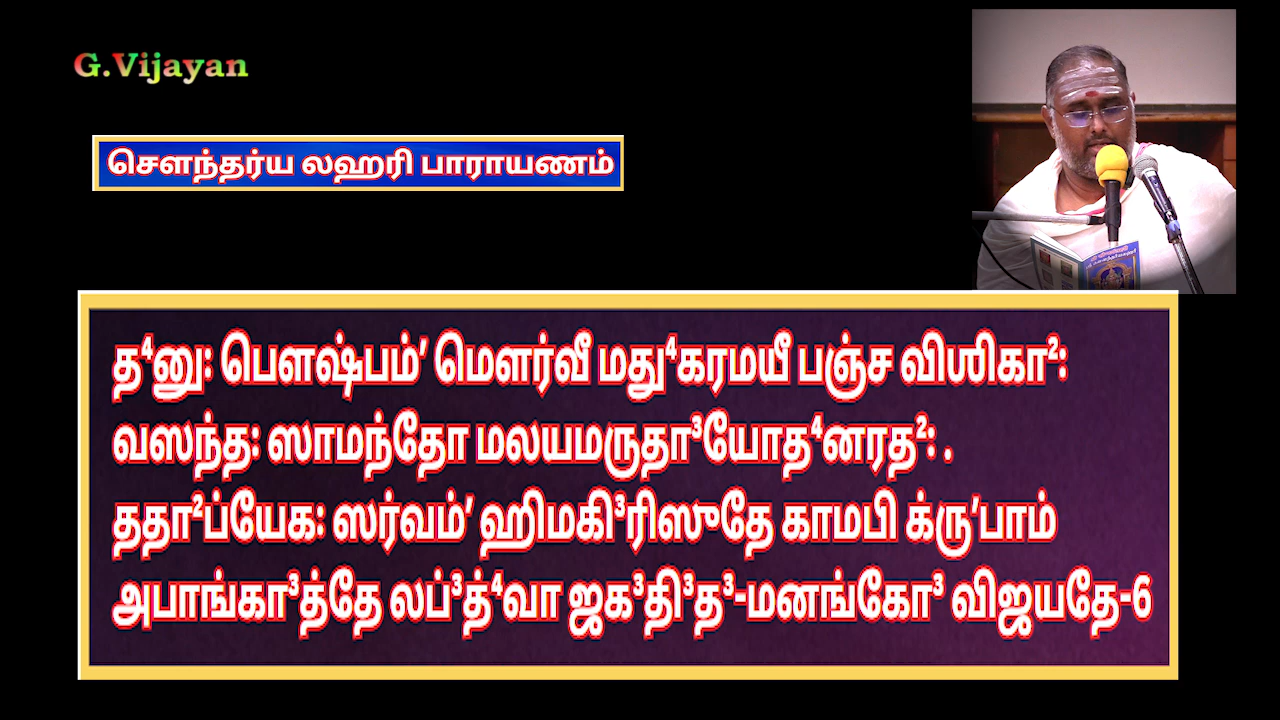 G.Vijayan
சௌந்தர்ய லஹரி பாராயணம்
த⁴னு: பௌஷ்பம்ʼ மௌர்வீ மது⁴கரமயீ பஞ்ச விஶிகா²:
வஸந்த: ஸாமந்தோ மலயமருதா³யோத⁴னரத²: .
ததா²ப்யேக: ஸர்வம்ʼ ஹிமகி³ரிஸுதே காமபி க்ருʼபாம்
அபாங்கா³த்தே லப்³த்⁴வா ஜக³தி³த³-மனங்கோ³ விஜயதே-6